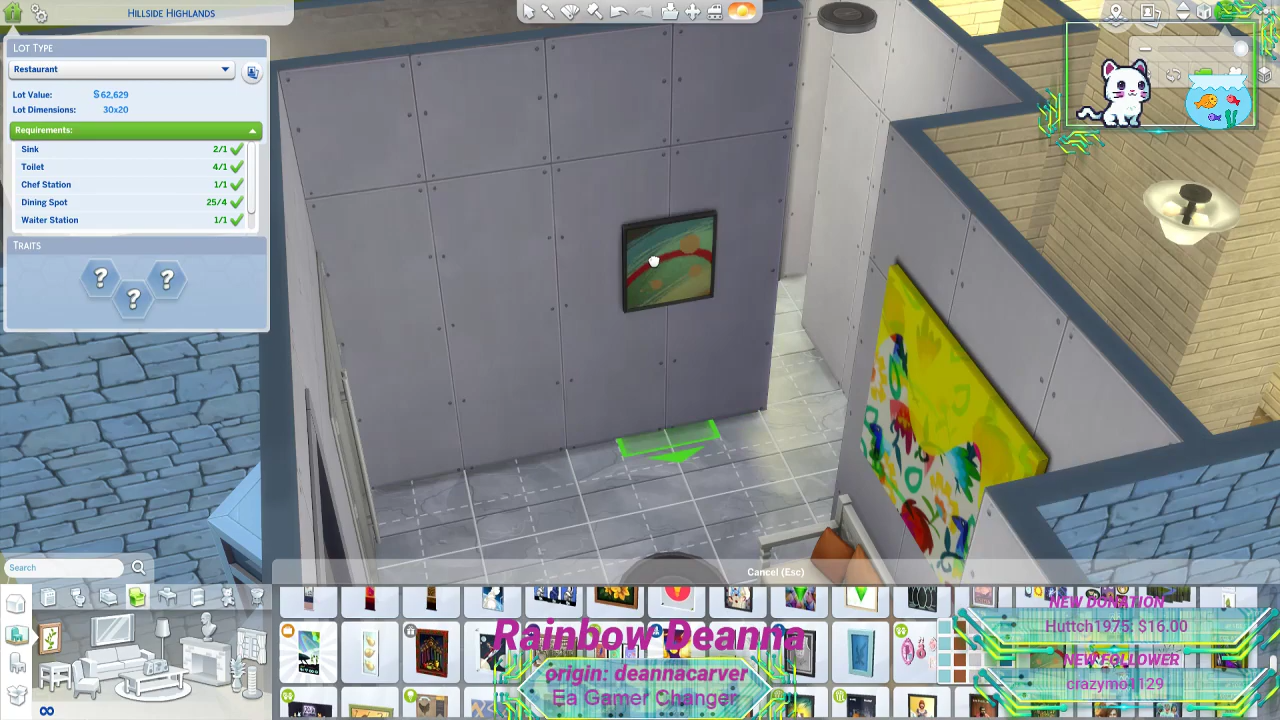 HILLSIDE HIGHLANDS
LOT TYPE
Restaurant
Lot Value: §62,629
Lot Dimensions: 30x20
Requirements:
Sink 2/1
Toilet 4/1
Chef Station 1/1
Dining Spot 25/4
Waiter Station 1/1
TRAITS
? ? ?
Search
Cancel (Esc)
Rainbow Deanna
origin: deannacarver
Ea Gamer Changer
NEW DONATION
Huttch1975: $16.00
NEW FOLLOWER
crazymo1129